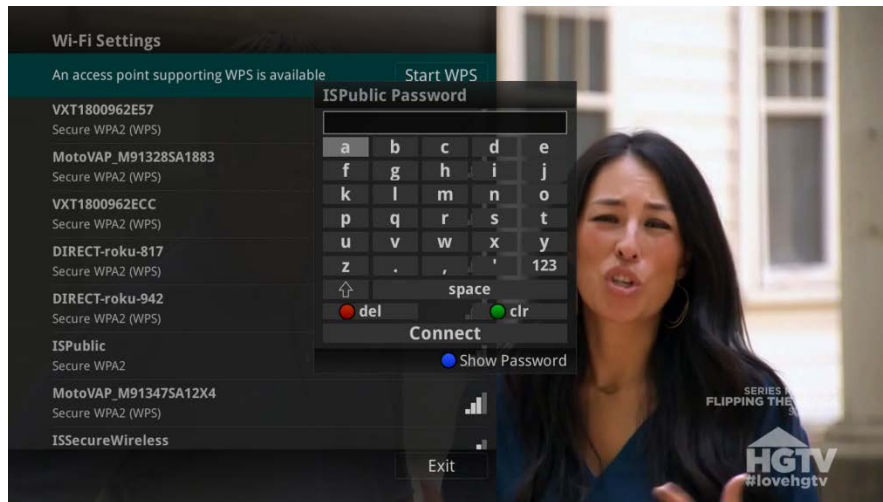 Wi-Fi Settings
An access point supporting WPS is available
Start WPS
VXT1800962E57
Secure WPA2 (WPS)
MotoVAP_M91328SA1883
Secure WPA2 (WPS)
VXT1800962ECC
Secure WPA2 (WPS)
DIRECT-roku-817
Secure WPA2 (WPS)
DIRECT-roku-942
Secure WPA2 (WPS)
ISPublic
Secure WPA2
MotoVAP_M91347SA12X4
Secure WPA2 (WPS)
ISSecureWireless
Exit
ISPublic Password
a b c d e
f g h i j
k l m n o
p q r s t
u v w x y
z . , ' 123
space
del clr
Connect
Show Password
SERIES
FLIPPING THE
HGTV
#lovehgtv